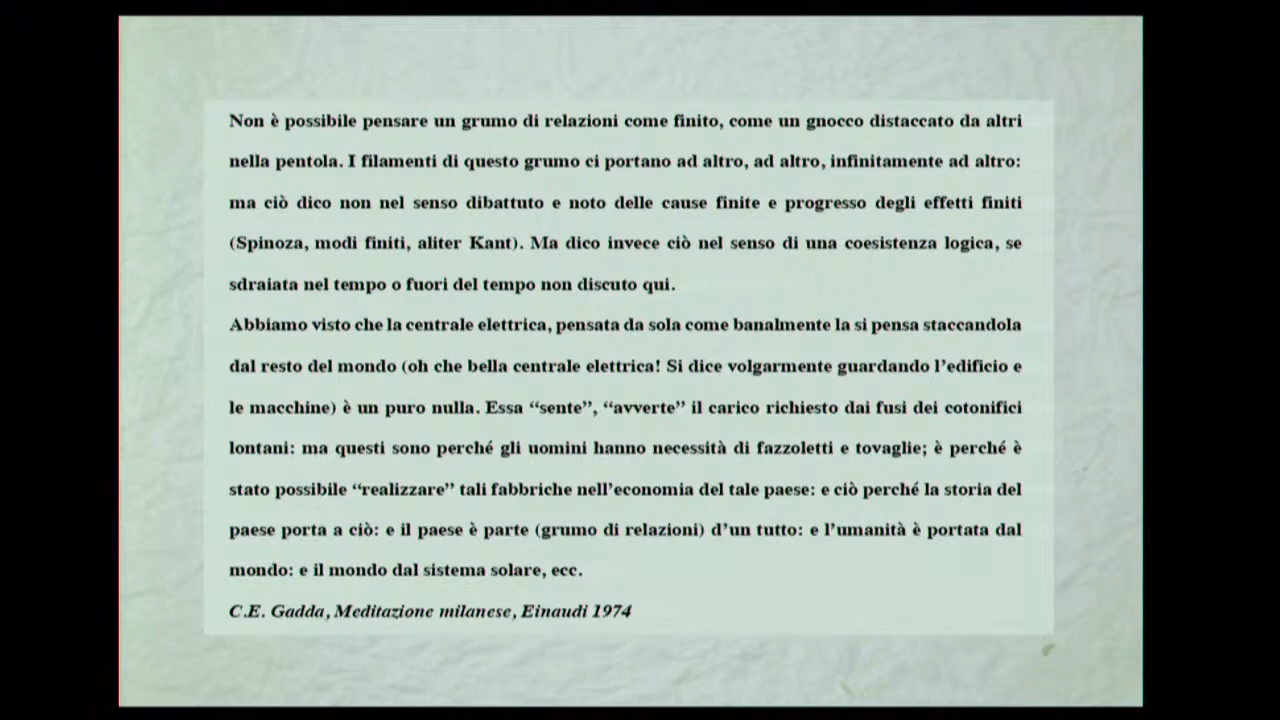 Non è possibile pensare un grumo di relazioni come finito, come un gnocco distaccato da altri
nella pentola. I filamenti di questo grumo ci portano ad altro, ad altro, infinitamente ad altro:
ma ciò dico non nel senso dibattuto e noto delle cause finite e progresso degli effetti finiti
(Spinoza, modi finiti, aliter Kant). Ma dico invece ciò nel senso di una coesistenza logica, se
sdraiata nel tempo o fuori del tempo non discuto qui.
Abbiamo visto che la centrale elettrica, pensata da sola come banalmente la si pensa staccandola
dal resto del mondo (oh che bella centrale elettrica! Si dice volgarmente guardando l’edificio e
le macchine) è un puro nulla. Essa “sente”, “avverte” il carico richiesto dai fusi dei cotonifici
lontani: ma questi sono perché gli uomini hanno necessità di fazzoletti e tovaglie; è perché è
stato possibile “realizzare” tali fabbriche nell’economia del tale paese: e ciò perché la storia del
paese porta a ciò: e il paese è parte (grumo di relazioni) d’un tutto: e l’umanità è portata dal
mondo: e il mondo dal sistema solare, ecc.
C.E. Gadda, Meditazione milanese, Einaudi 1974